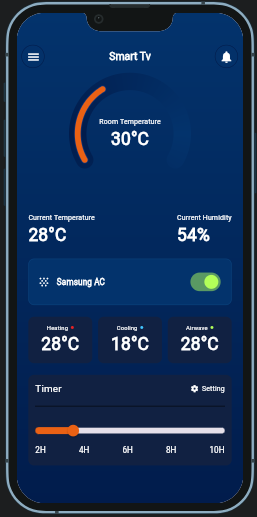 Smart Tv
Room Temperature
30°C
Current Temperature Current Humidity
28°C 54%
Samsung AC
Heating Cooling Airwave
28°C 18°C 28°C
Timer Setting
2H 4H 6H 8H 10H